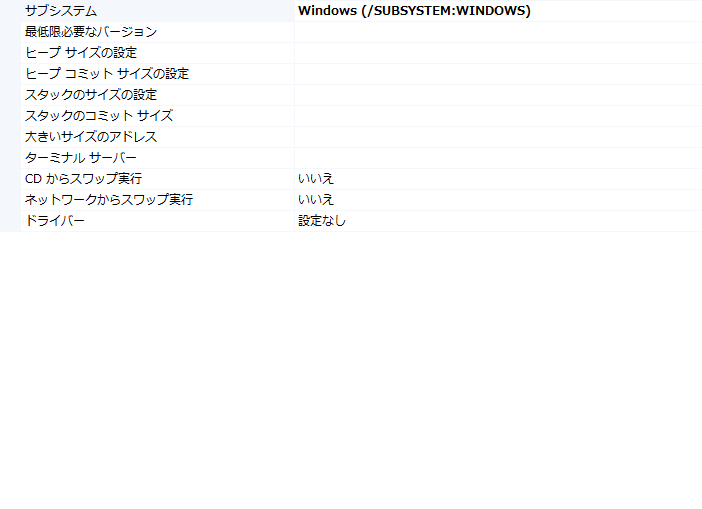 サブシステム Windows (/SUBSYSTEM:WINDOWS)
最低限必要なバージョン
ヒープ サイズの設定
ヒープ コミット サイズの設定
スタックのサイズの設定
スタックのコミット サイズ
大きいサイズのアドレス
ターミナル サーバー
CD からスワップ実行 いいえ
ネットワークからスワップ実行 いいえ
ドライバー 設定なし